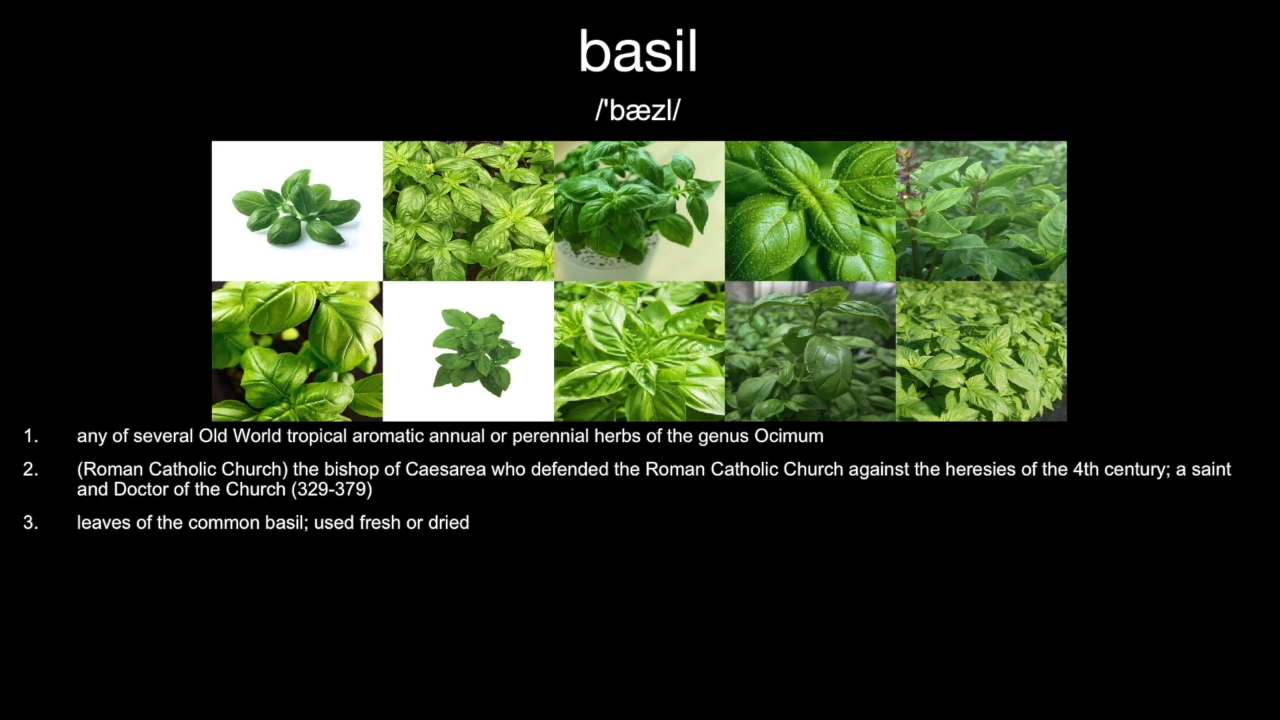 basil
/'bæzl/
1. any of several Old World tropical aromatic annual or perennial herbs of the genus Ocimum
2. (Roman Catholic Church) the bishop of Caesarea who defended the Roman Catholic Church against the heresies of the 4th century; a saint
and Doctor of the Church (329-379)
3. leaves of the common basil; used fresh or dried